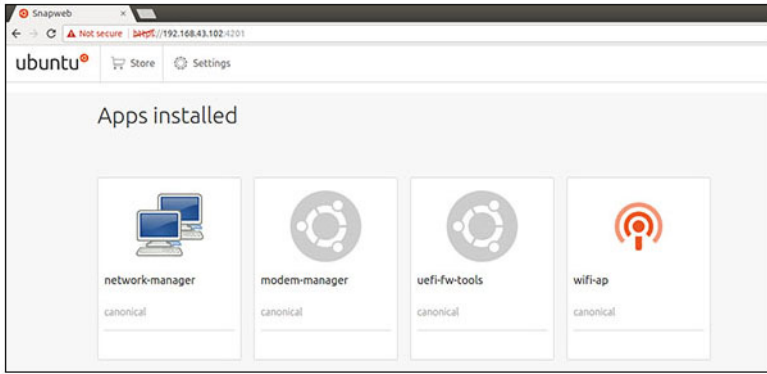 Snapweb
Not secure | https://192.168.43.102:4201
ubuntu Store Settings
Apps installed
network-manager modem-manager uefi-fw-tools wifi-ap
canonical canonical canonical canonical